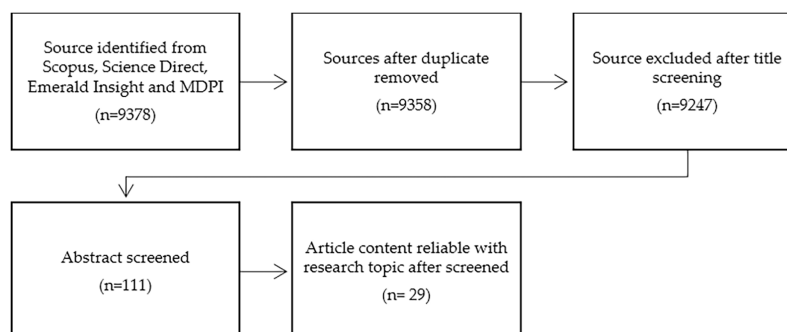 Source identified from
Scopus, Science Direct,
Emerald Insight and MDPI
(n=9378)
Sources after duplicate
removed
(n=9358)
Source excluded after title
screening
(n=9247)
Abstract screened
(n=111)
Article content reliable with
research topic after screened
(n= 29)